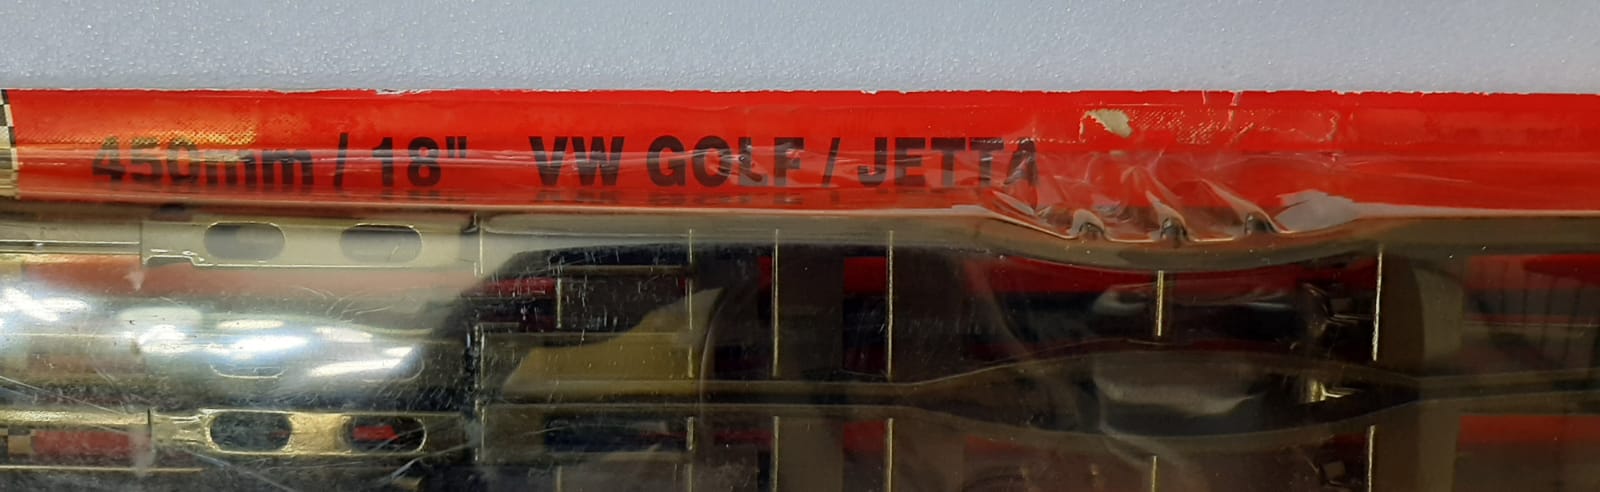 450mm / 18" VW GOLF / JETTA